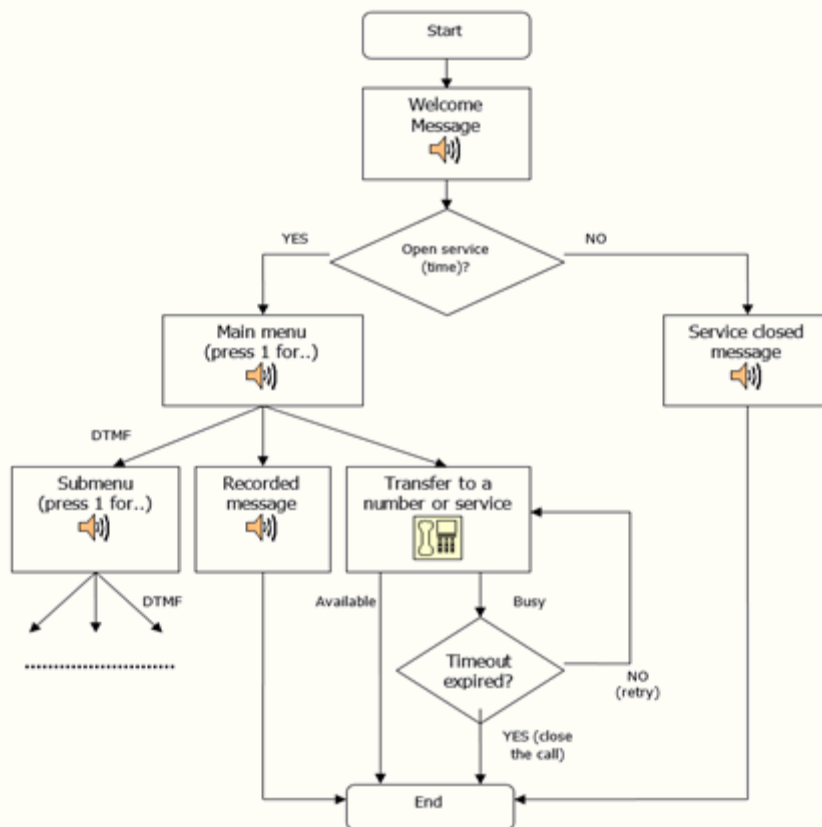 Start
Welcome
Message
YES
Open service
(time)?
NO
Main menu
(press 1 for..)
Service closed
message
DTMF
Submenu
(press 1 for..)
Recorded
message
Transfer to a
number or service
DTMF
Available
Busy
Timeout
expired?
NO
(retry)
YES (close
the call)
End